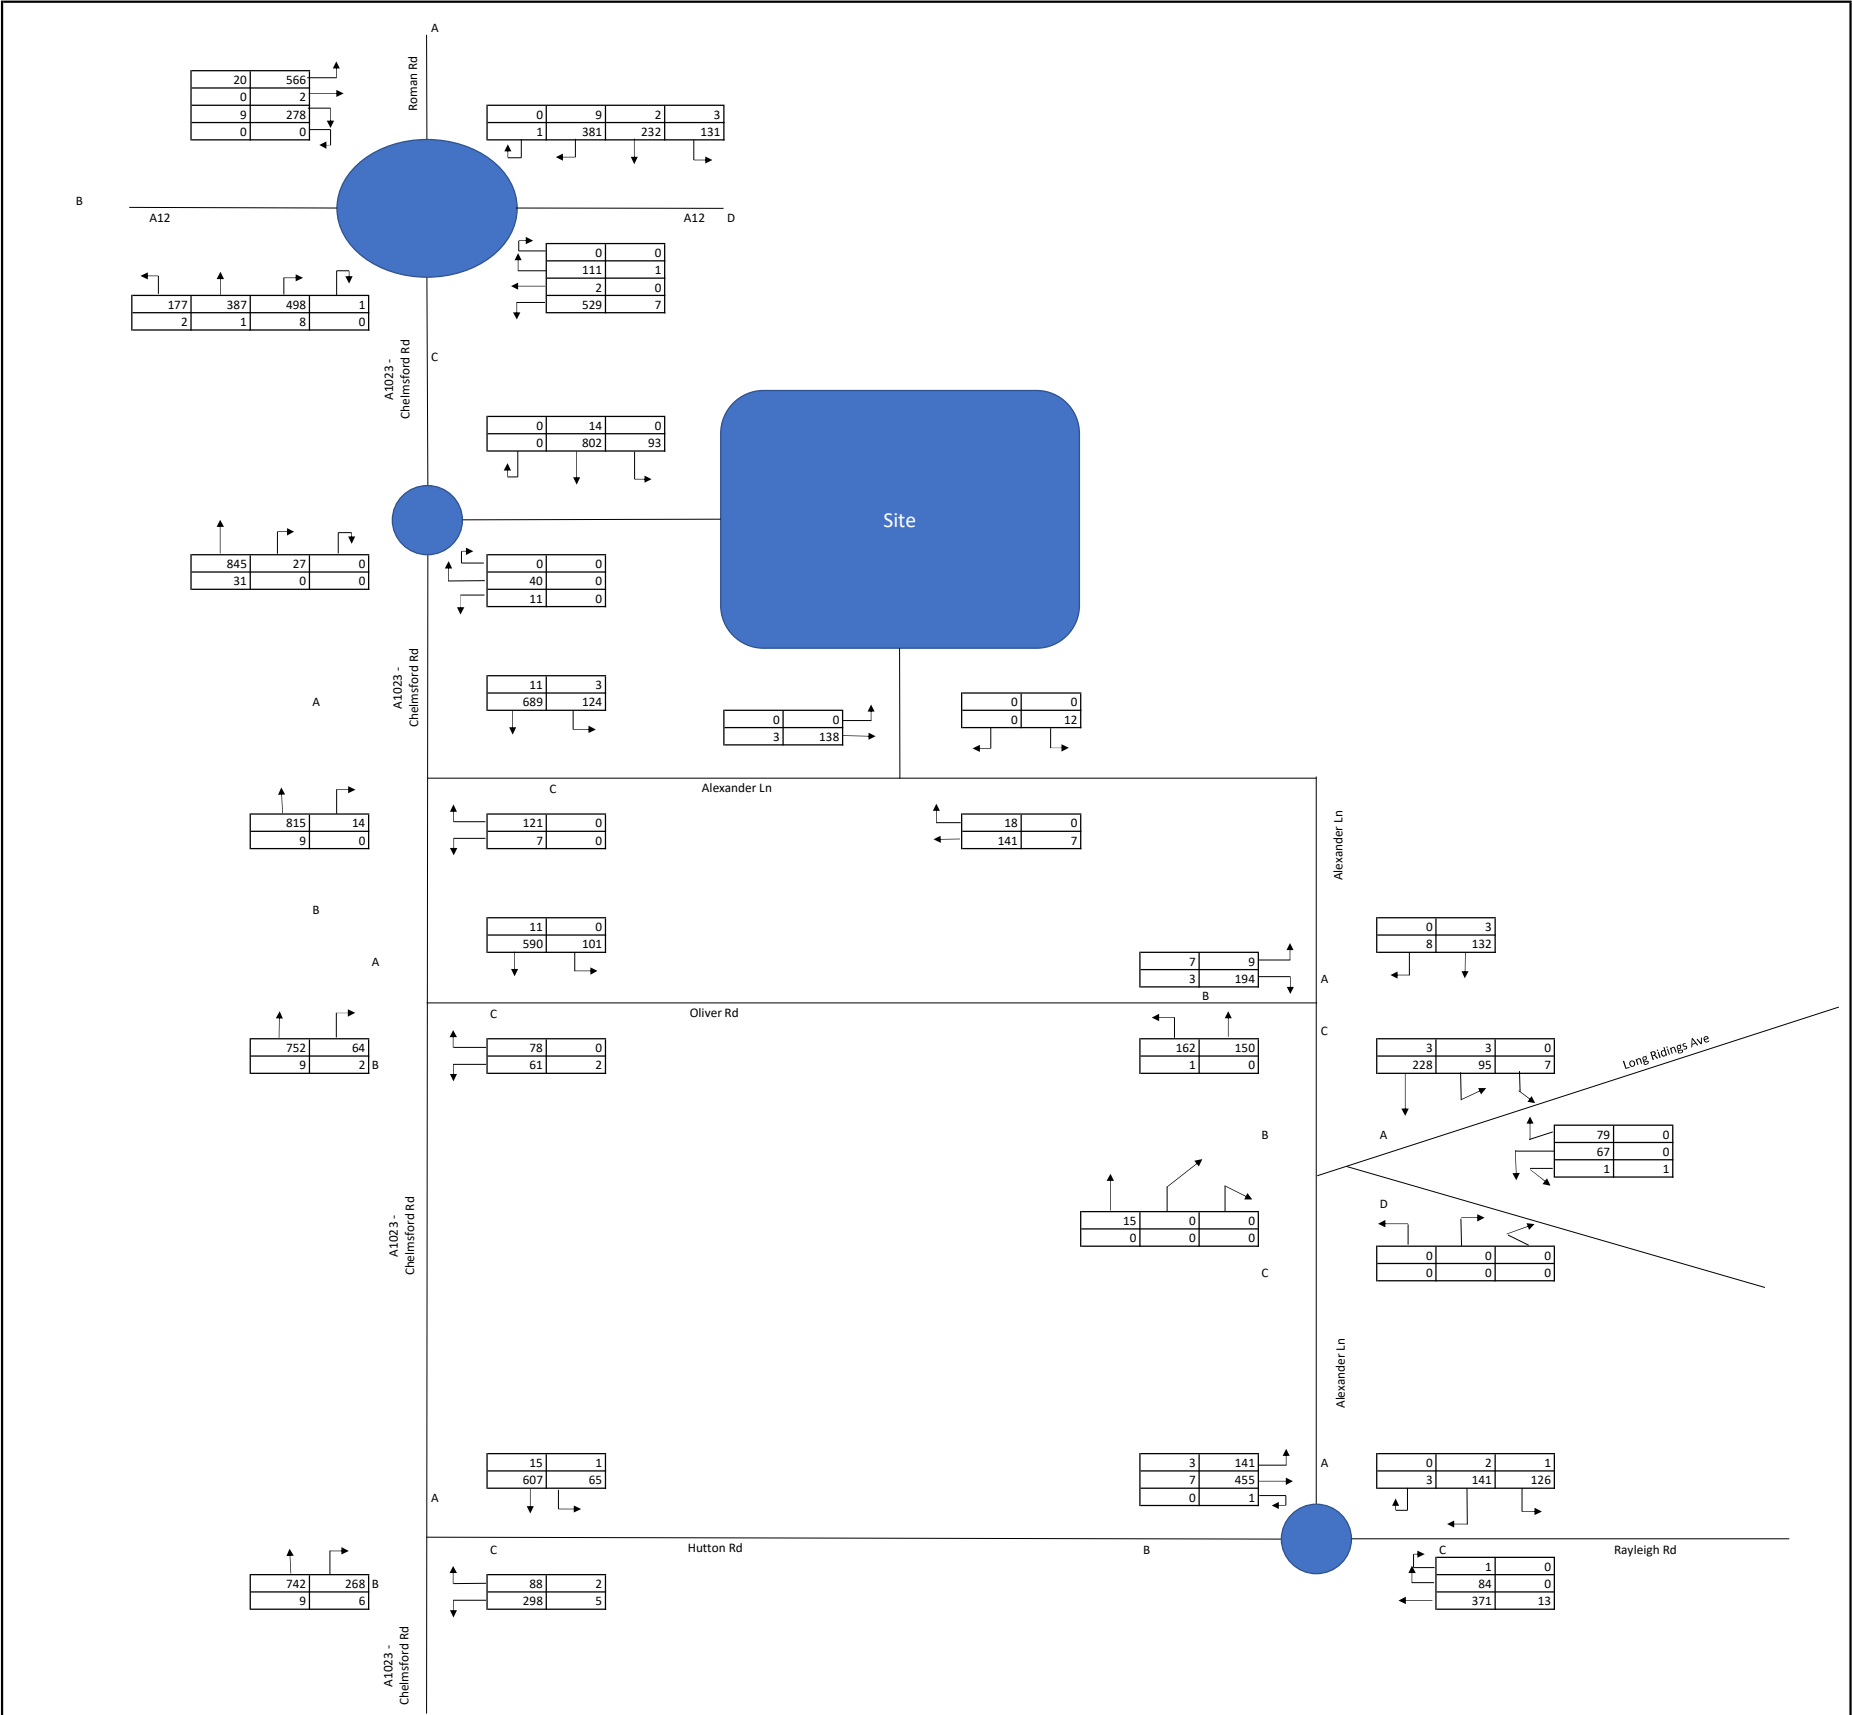 A
Roman Rd
20 566
0 2
9 278
0 0
0 9 2 3
1 381 232 131
B
A12
A12 D
0 0
111 1
2 0
529 7
177 387 498 1
2 1 8 0
A1023 -
Chelmsford Rd
C
0 14 0
0 802 93
Site
845 27 0
31 0 0
0 0
40 0
11 0
A1023 -
Chelmsford Rd
A
11 3
689 124
0 0
3 138
0 0
0 12
C
Alexander Ln
815 14
9 0
121 0
7 0
18 0
141 7
Alexander Ln
B
11 0
590 101
A
7 9
3 194
A
0 3
8 132
B
C
Oliver Rd
C
752 64
9 2 B
78 0
61 2
162 150
1 0
3 3 0
228 95 7
Long Ridings Ave
B
A
79 0
67 0
1 1
15 0 0
0 0 0
D
0 0 0
0 0 0
C
A1023 -
Chelmsford Rd
Alexander Ln
15 1
607 65
A
3 141
7 455
0 1
A
0 2 1
3 141 126
C
Hutton Rd
B
C
Rayleigh Rd
742 268 B
9 6
88 2
298 5
1 0
84 0
371 13
A1023 -
Chelmsford Rd